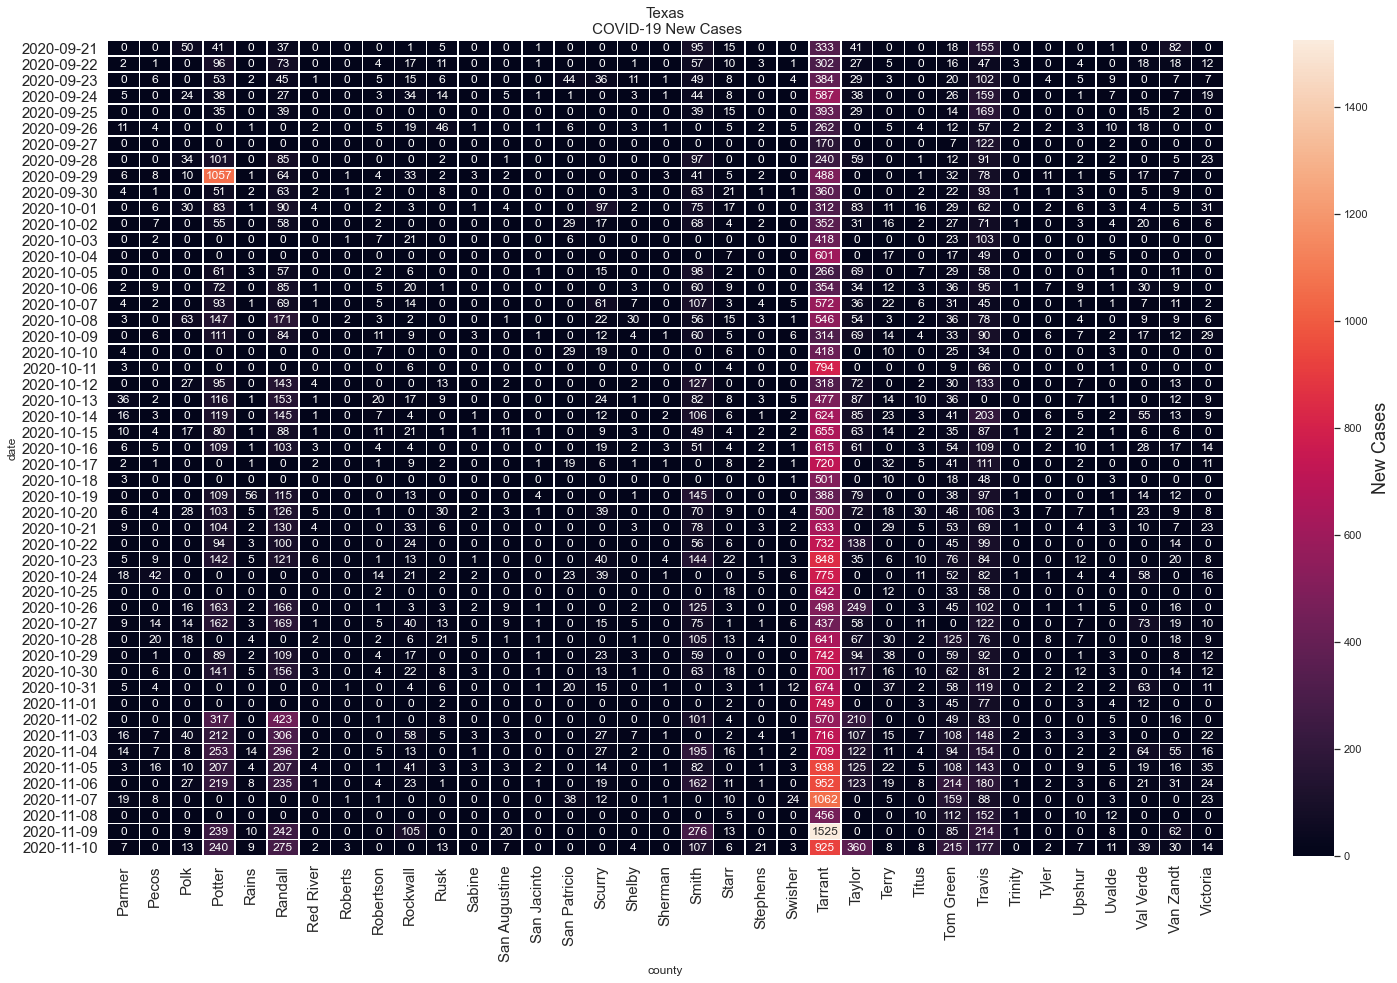 Texas
COVID-19 New Cases
2020-09-21 0 0 50 41 0 37 0 0 0 1 5 0 0 1 0 0 0 0 95 15 0 0 333 41 0 0 18 155 0 0 0 1 0 82 0
2020-09-22 2 1 0 96 0 73 0 0 4 17 11 0 0 0 0 0 1 0 57 10 3 1 302 27 5 0 16 47 3 0 4 0 18 18 12
2020-09-23 0 6 0 53 2 45 1 0 5 15 6 0 0 0 44 36 11 1 49 8 0 4 384 29 3 0 20 102 0 4 5 9 0 7 7
2020-09-24 5 0 24 38 0 27 0 0 3 34 14 0 5 1 1 0 3 1 44 8 0 0 587 38 0 0 26 159 0 0 1 7 0 7 19
2020-09-25 0 0 0 35 0 39 0 0 0 0 0 0 0 0 0 0 0 0 39 15 0 0 393 29 0 0 14 169 0 0 0 0 15 2 0
2020-09-26 11 4 0 0 1 0 2 0 5 19 46 1 0 1 6 0 3 1 0 5 2 5 262 0 5 4 12 57 2 2 3 10 18 0 0
2020-09-27 0 0 0 0 0 0 0 0 0 0 0 0 0 0 0 0 0 0 0 0 0 0 170 0 0 0 7 122 0 0 0 2 0 0 0
2020-09-28 0 0 34 101 0 85 0 0 0 0 2 0 1 0 0 0 0 0 97 0 0 0 240 59 0 1 12 91 0 0 2 2 0 5 23
2020-09-29 6 8 10 1057 1 64 0 1 4 33 2 3 2 0 0 0 0 3 41 5 2 0 488 0 0 1 32 78 0 11 1 5 17 7 0
2020-09-30 4 1 0 51 2 63 2 1 2 0 8 0 0 1 0 0 3 0 63 21 1 1 360 0 0 2 22 93 1 1 3 0 5 9 0
2020-10-01 0 6 30 83 1 90 4 0 2 3 0 1 4 0 0 97 2 0 75 17 0 0 312 83 11 16 29 62 0 2 6 3 4 5 31
2020-10-02 0 7 0 55 0 58 0 0 2 0 0 0 0 0 29 17 0 0 68 4 2 0 352 31 16 2 27 71 1 0 3 4 20 6 6
2020-10-03 0 2 0 0 0 0 0 1 7 21 0 0 0 0 6 0 0 0 0 0 0 0 418 0 0 0 23 103 0 0 0 0 0 0 0
2020-10-04 0 0 0 0 0 0 0 0 0 0 0 0 0 0 0 0 0 0 0 7 0 0 601 0 17 0 17 49 0 0 0 5 0 0 0
2020-10-05 0 0 0 61 3 57 0 0 2 6 0 0 0 1 0 15 0 0 98 2 0 0 266 69 0 7 29 58 0 0 0 1 0 11 0
2020-10-06 2 9 0 72 0 85 1 0 5 20 1 0 0 0 0 0 3 0 60 9 0 0 354 34 12 3 36 95 1 7 9 1 30 9 0
2020-10-07 4 2 0 93 1 69 1 0 5 14 0 0 0 0 0 61 7 0 107 3 4 5 572 36 22 6 31 45 0 0 1 1 7 11 2
2020-10-08 3 0 63 147 0 171 0 2 3 2 0 0 1 0 0 22 30 0 56 15 3 1 546 54 3 2 36 78 0 0 4 0 9 9 6
2020-10-09 0 6 0 111 0 84 0 0 11 9 0 3 0 1 0 12 4 1 60 5 0 6 314 69 14 4 33 90 0 6 7 2 17 12 29
2020-10-10 4 0 0 0 0 0 0 0 7 0 0 0 0 0 29 19 0 0 0 6 0 0 418 0 10 0 25 34 0 0 0 3 0 0 0
2020-10-11 3 0 0 0 0 0 0 0 0 6 0 0 0 0 0 0 0 0 0 4 0 0 794 0 0 0 9 66 0 0 0 1 0 0 0
2020-10-12 0 0 27 95 0 143 4 0 0 0 13 0 2 0 0 0 2 0 127 0 0 0 318 72 0 2 30 133 0 0 7 0 0 13 0
2020-10-13 36 2 0 116 1 153 1 0 20 17 9 0 0 0 0 24 1 0 82 8 3 5 477 87 14 10 36 0 0 0 7 1 0 12 9
2020-10-14 16 3 0 119 0 145 1 0 7 4 0 1 0 0 0 12 0 2 106 6 1 2 624 85 23 3 41 203 0 6 5 2 55 13 9
2020-10-15 10 4 17 80 1 88 1 0 11 21 1 1 11 1 0 9 3 0 49 4 2 2 655 63 14 2 35 87 1 2 2 1 6 6 0
2020-10-16 6 5 0 109 1 103 3 0 4 4 0 0 0 0 0 19 2 3 51 4 2 1 615 61 0 3 54 109 0 2 10 1 28 17 14
2020-10-17 2 1 0 0 1 0 2 0 1 9 2 0 0 1 19 6 1 1 0 8 2 1 720 0 32 5 41 111 0 0 2 0 0 0 11
2020-10-18 3 0 0 0 0 0 0 0 0 0 0 0 0 0 0 0 0 0 0 0 0 1 501 0 10 0 18 48 0 0 0 3 0 0 0
2020-10-19 0 0 0 109 56 115 0 0 0 13 0 0 0 4 0 0 1 0 145 0 0 0 388 79 0 0 38 97 1 0 0 1 14 12 0
2020-10-20 6 4 28 103 5 126 5 0 1 0 30 2 3 1 0 39 0 0 70 9 0 4 500 72 18 30 46 106 3 7 7 1 23 9 8
2020-10-21 9 0 0 104 2 130 4 0 0 33 6 0 0 0 0 0 3 0 78 0 3 2 633 0 29 5 53 69 1 0 4 3 10 7 23
2020-10-22 0 0 0 94 3 100 0 0 0 24 0 0 0 0 0 0 0 0 56 6 0 0 732 138 0 0 45 99 0 0 0 0 0 14 0
2020-10-23 5 9 0 142 5 121 6 0 1 13 0 1 0 0 0 40 0 4 144 22 1 3 848 35 6 10 76 84 0 0 12 0 0 20 8
2020-10-24 18 42 0 0 0 0 0 0 14 21 2 2 0 0 23 39 0 1 0 0 5 6 775 0 0 11 52 82 1 1 4 4 58 0 16
2020-10-25 0 0 0 0 0 0 0 0 2 0 0 0 0 0 0 0 0 0 0 18 0 0 642 0 12 0 33 58 0 0 0 0 0 0 0
2020-10-26 0 0 16 163 2 166 0 0 1 3 3 2 9 1 0 0 2 0 125 3 0 0 498 249 0 3 45 102 0 1 1 5 0 16 0
2020-10-27 9 14 14 162 3 169 1 0 5 40 13 0 9 1 0 15 5 0 75 1 1 6 437 58 0 11 0 122 0 0 7 0 73 19 10
2020-10-28 0 20 18 0 4 0 2 0 2 6 21 5 1 1 0 0 1 0 105 13 4 0 641 67 30 2 125 76 0 8 7 0 0 18 9
2020-10-29 0 1 0 89 2 109 0 0 4 17 0 0 0 1 0 23 3 0 59 0 0 0 742 94 38 0 59 92 0 0 1 3 0 8 12
2020-10-30 0 6 0 141 5 156 3 0 4 22 8 3 0 1 0 13 1 0 63 18 0 0 700 117 16 10 62 81 2 2 12 3 0 14 12
2020-10-31 5 4 0 0 0 0 0 1 0 4 6 0 0 1 20 15 0 1 0 3 1 12 674 0 37 2 58 119 0 2 2 2 63 0 11
2020-11-01 0 0 0 0 0 0 0 0 0 0 2 0 0 0 0 0 0 0 0 2 0 0 749 0 0 3 45 77 0 0 3 4 12 0 0
2020-11-02 0 0 0 317 0 423 0 0 1 0 8 0 0 0 0 0 0 0 101 4 0 0 570 210 0 0 49 83 0 0 0 5 0 16 0
2020-11-03 16 7 40 212 0 306 0 0 0 58 5 3 3 0 0 27 7 1 0 2 4 1 716 107 15 7 108 148 2 3 3 3 0 0 22
2020-11-04 14 7 8 253 14 296 2 0 5 13 0 1 0 0 0 27 2 0 195 16 1 2 709 122 11 4 94 154 0 0 2 2 64 55 16
2020-11-05 3 16 10 207 4 207 4 0 1 41 3 3 3 2 0 14 0 1 82 0 1 3 938 125 22 5 108 143 0 0 9 5 19 16 35
2020-11-06 0 0 27 219 8 235 1 0 4 23 1 0 0 1 0 19 0 0 162 11 1 0 952 123 19 8 214 180 1 2 3 6 21 31 24
2020-11-07 19 8 0 0 0 0 0 1 1 0 0 0 0 0 38 12 0 1 0 10 0 24 1062 0 5 0 159 88 0 0 0 0 0 0 23
2020-11-08 0 0 0 0 0 0 0 0 0 0 0 0 0 0 0 0 0 0 0 5 0 0 456 0 0 10 112 152 1 0 10 12 0 0 0
2020-11-09 0 0 9 239 10 242 0 0 0 105 0 0 20 0 0 0 0 0 276 13 0 0 1525 0 0 0 85 214 1 0 0 8 0 62 0
2020-11-10 7 0 13 240 9 275 2 3 0 0 13 0 7 0 0 0 4 0 107 6 21 3 925 360 8 8 215 177 0 2 7 11 39 30 14
Parmer Pecos Polk Potter Rains Randall Red River Roberts Robertson Rockwall Rusk Sabine San Augustine San Jacinto San Patricio Scurry Shelby Sherman Smith Starr Stephens Swisher Tarrant Taylor Terry Titus Tom Green Travis Trinity Tyler Upshur Uvalde Val Verde Van Zandt Victoria
county
date
1400
1200
1000
800
600
400
200
0
New Cases